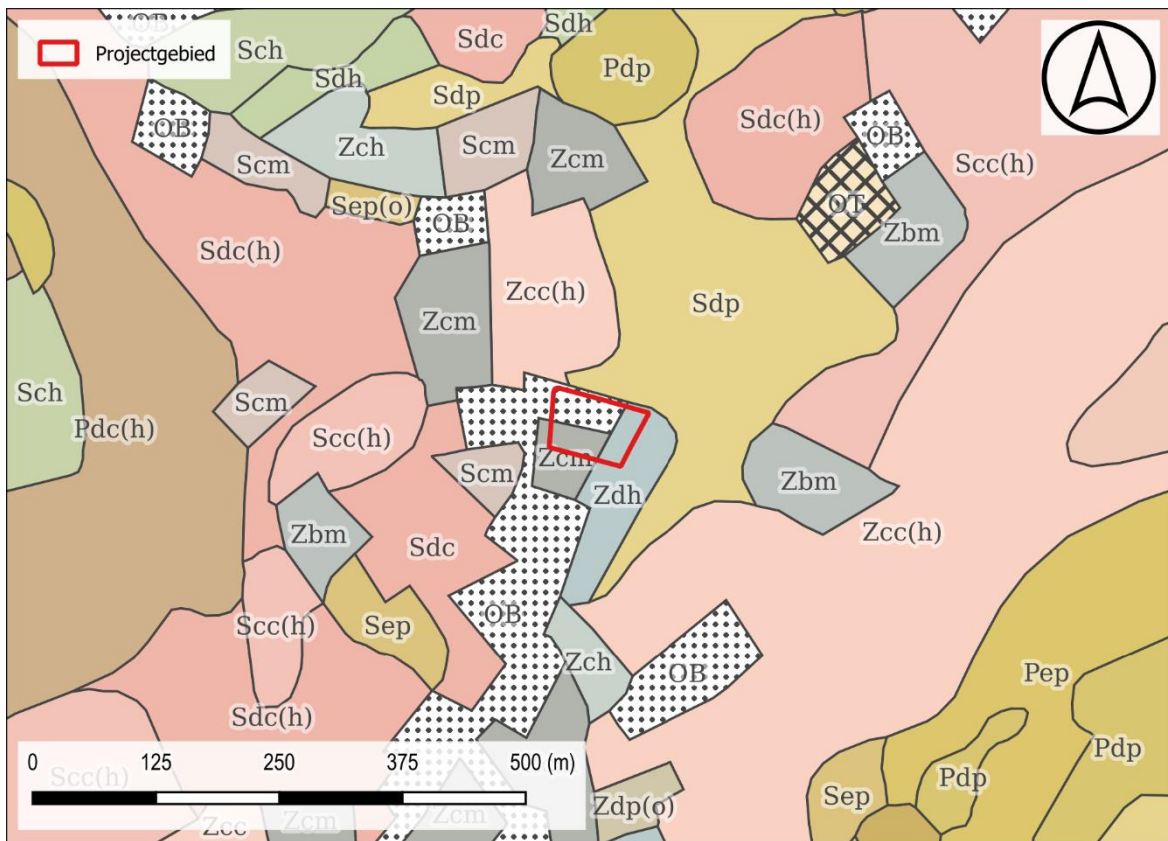 OB
Sdh
Sch
Sdc
Projectgebied
Pdp
Sdh
Sdp
Sdc(h)
OB
OB
Zch
Scm
Zcm
Scm
Scc(h)
Sep(o)
OT
OB
Zbm
Sdc(h)
Zcc(h)
Sdp
Zcm
Sch
Scm
Pdc(h)
Scc(h)
Scm
Zcm
Zbm
Zdh
Zbm
Zcc(h)
Sdc
OB
Scc(h)
Sep
Zch
OB
Pep
Sdc(h)
Pdp
0 125 250 375 500 (m)
Scc(h)
Pdp
Sep
Zdp(o)
Zcm
Zcm
Zcc